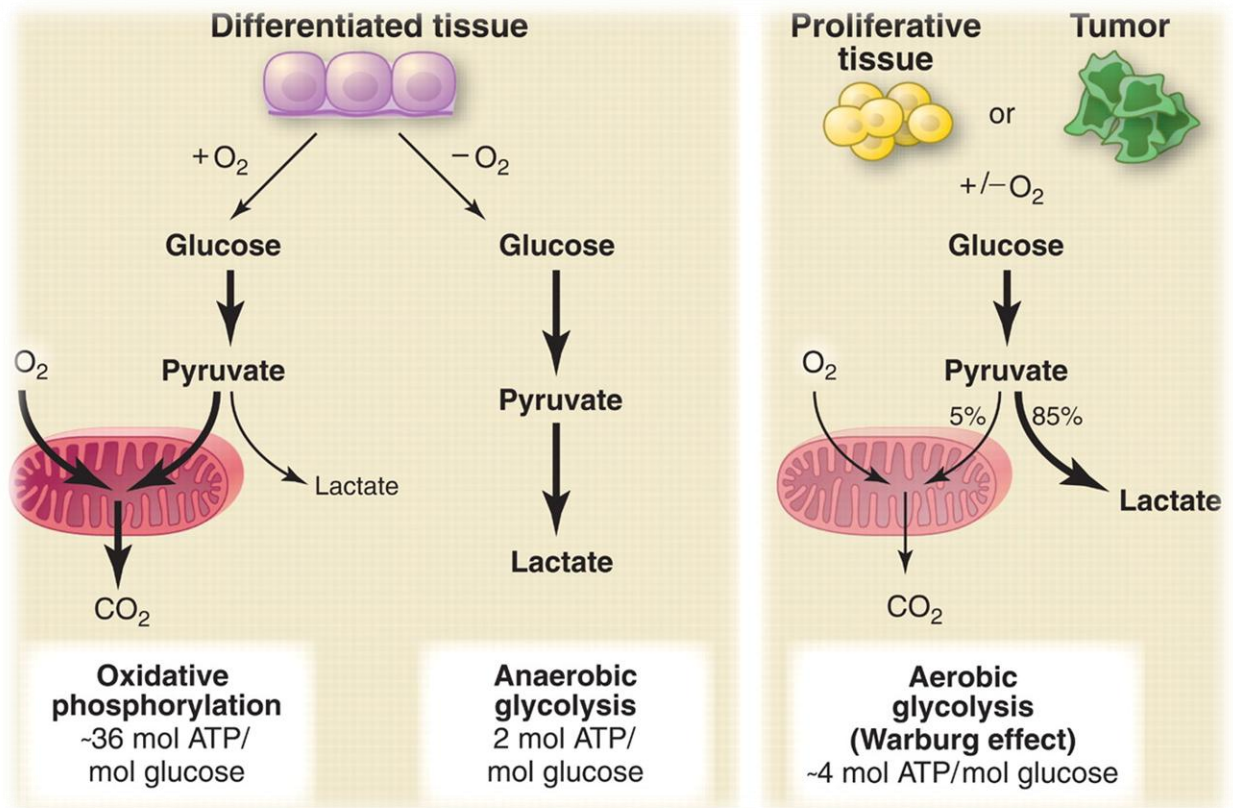 Differentiated tissue
+O₂
−O₂
Glucose
Glucose
O₂
Pyruvate
Pyruvate
Lactate
Lactate
CO₂
Oxidative
phosphorylation
~36 mol ATP/
mol glucose
Anaerobic
glycolysis
2 mol ATP/
mol glucose
Proliferative
tissue
or
Tumor
+/−O₂
Glucose
O₂
Pyruvate
5%
85%
Lactate
CO₂
Aerobic
glycolysis
(Warburg effect)
~4 mol ATP/mol glucose